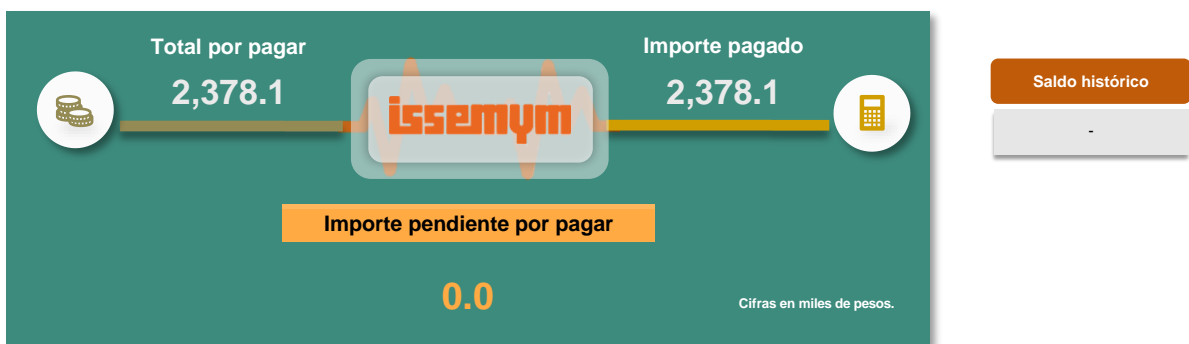 Total por pagar
2,378.1
issemym
Importe pagado
2,378.1
Importe pendiente por pagar
0.0
Cifras en miles de pesos.
Saldo histórico
-